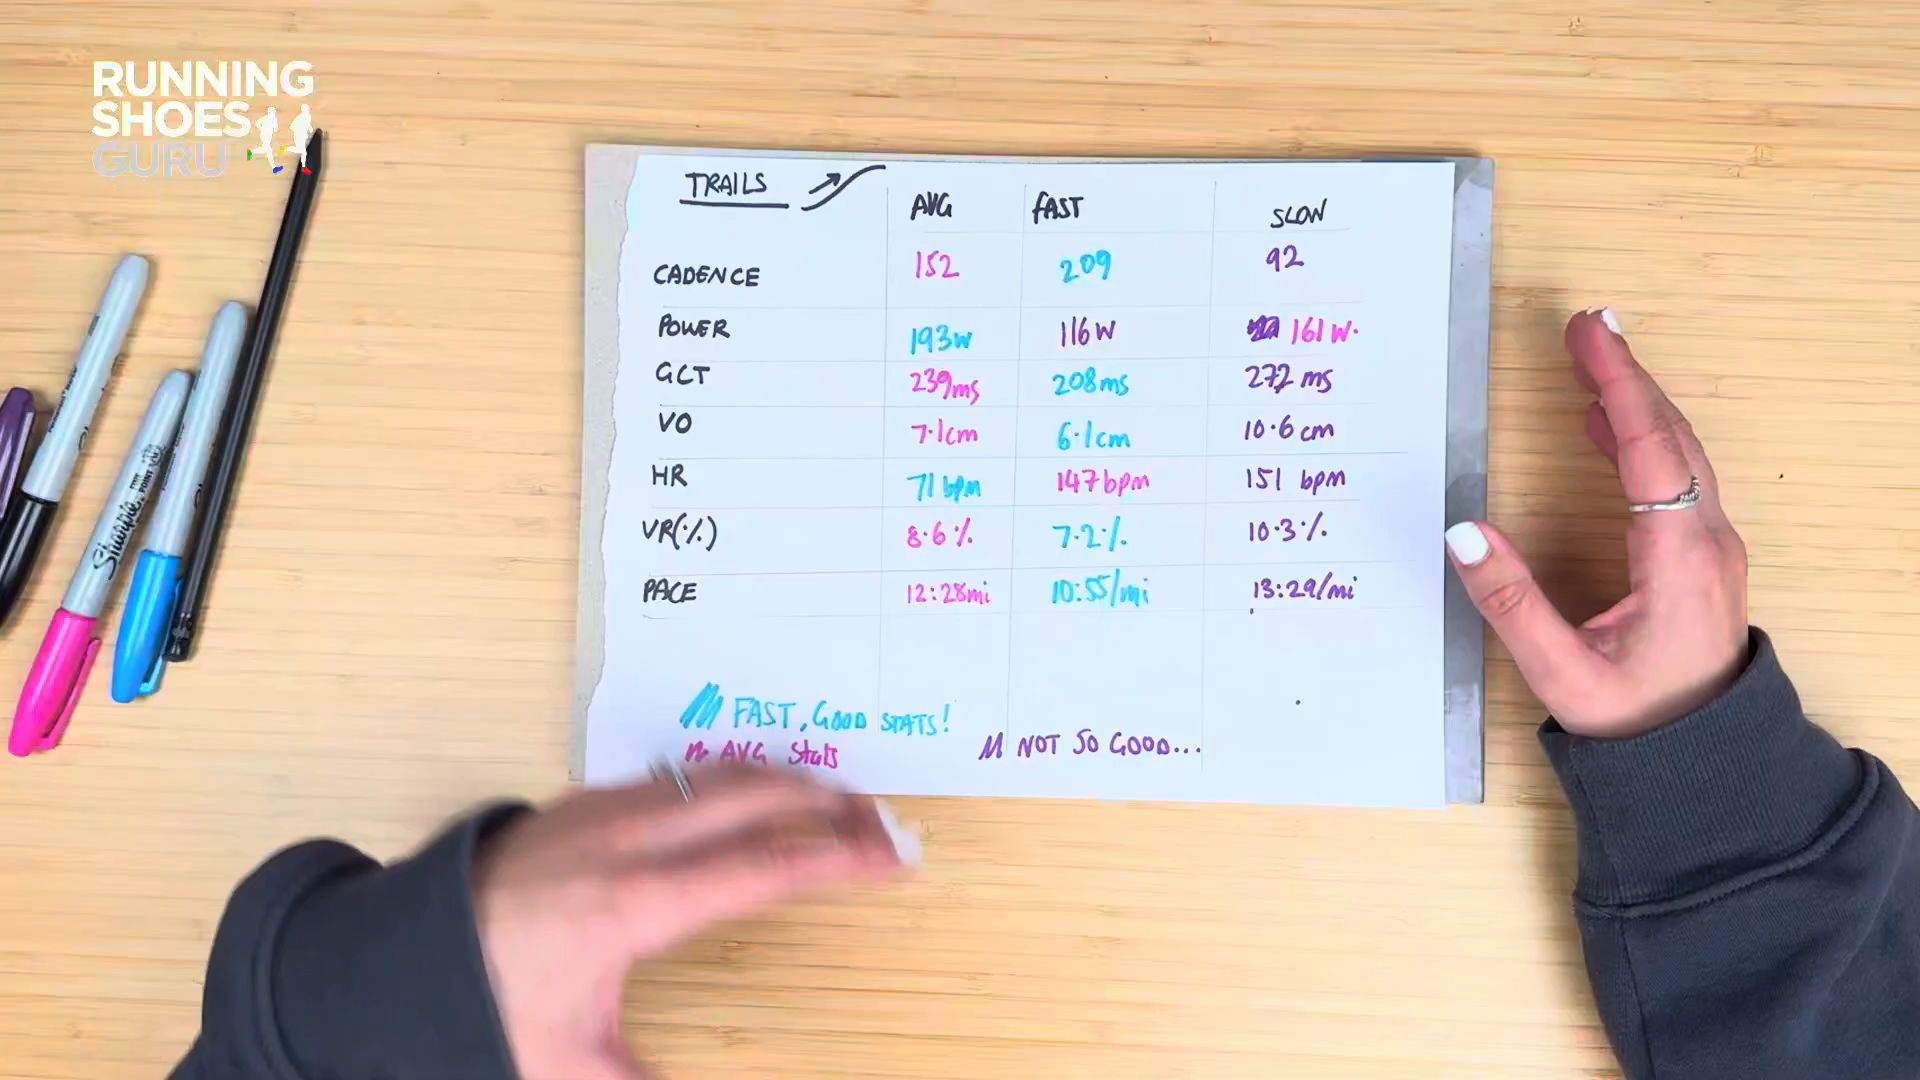 RUNNING
SHOES
GURU
TRAILS
AVG FAST SLOW
CADENCE 152 209 92
POWER 193W 116W 161W.
GCT 239ms 208ms 272 ms
VO 7.1cm 6.1cm 10.6cm
HR 71bpm 147bpm 151 bpm
VR(%) 8.6% 7.2% 10.3%
PACE 12:28mi 10:55/mi 13:29/mi
FAST, GOOD STATS!
AVG Stats
NOT SO GOOD...
Sharpie